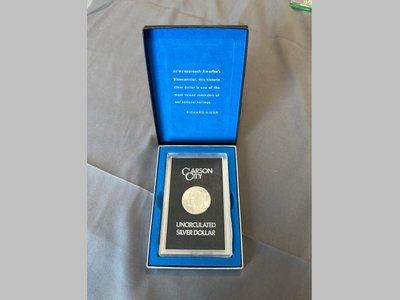 As we approach America's
Bicentennial, this historic
silver dollar is one of the
most valued reminders of
our national heritage.
RICHARD NIXON
CARSON
CITY
UNCIRCULATED
SILVER DOLLAR